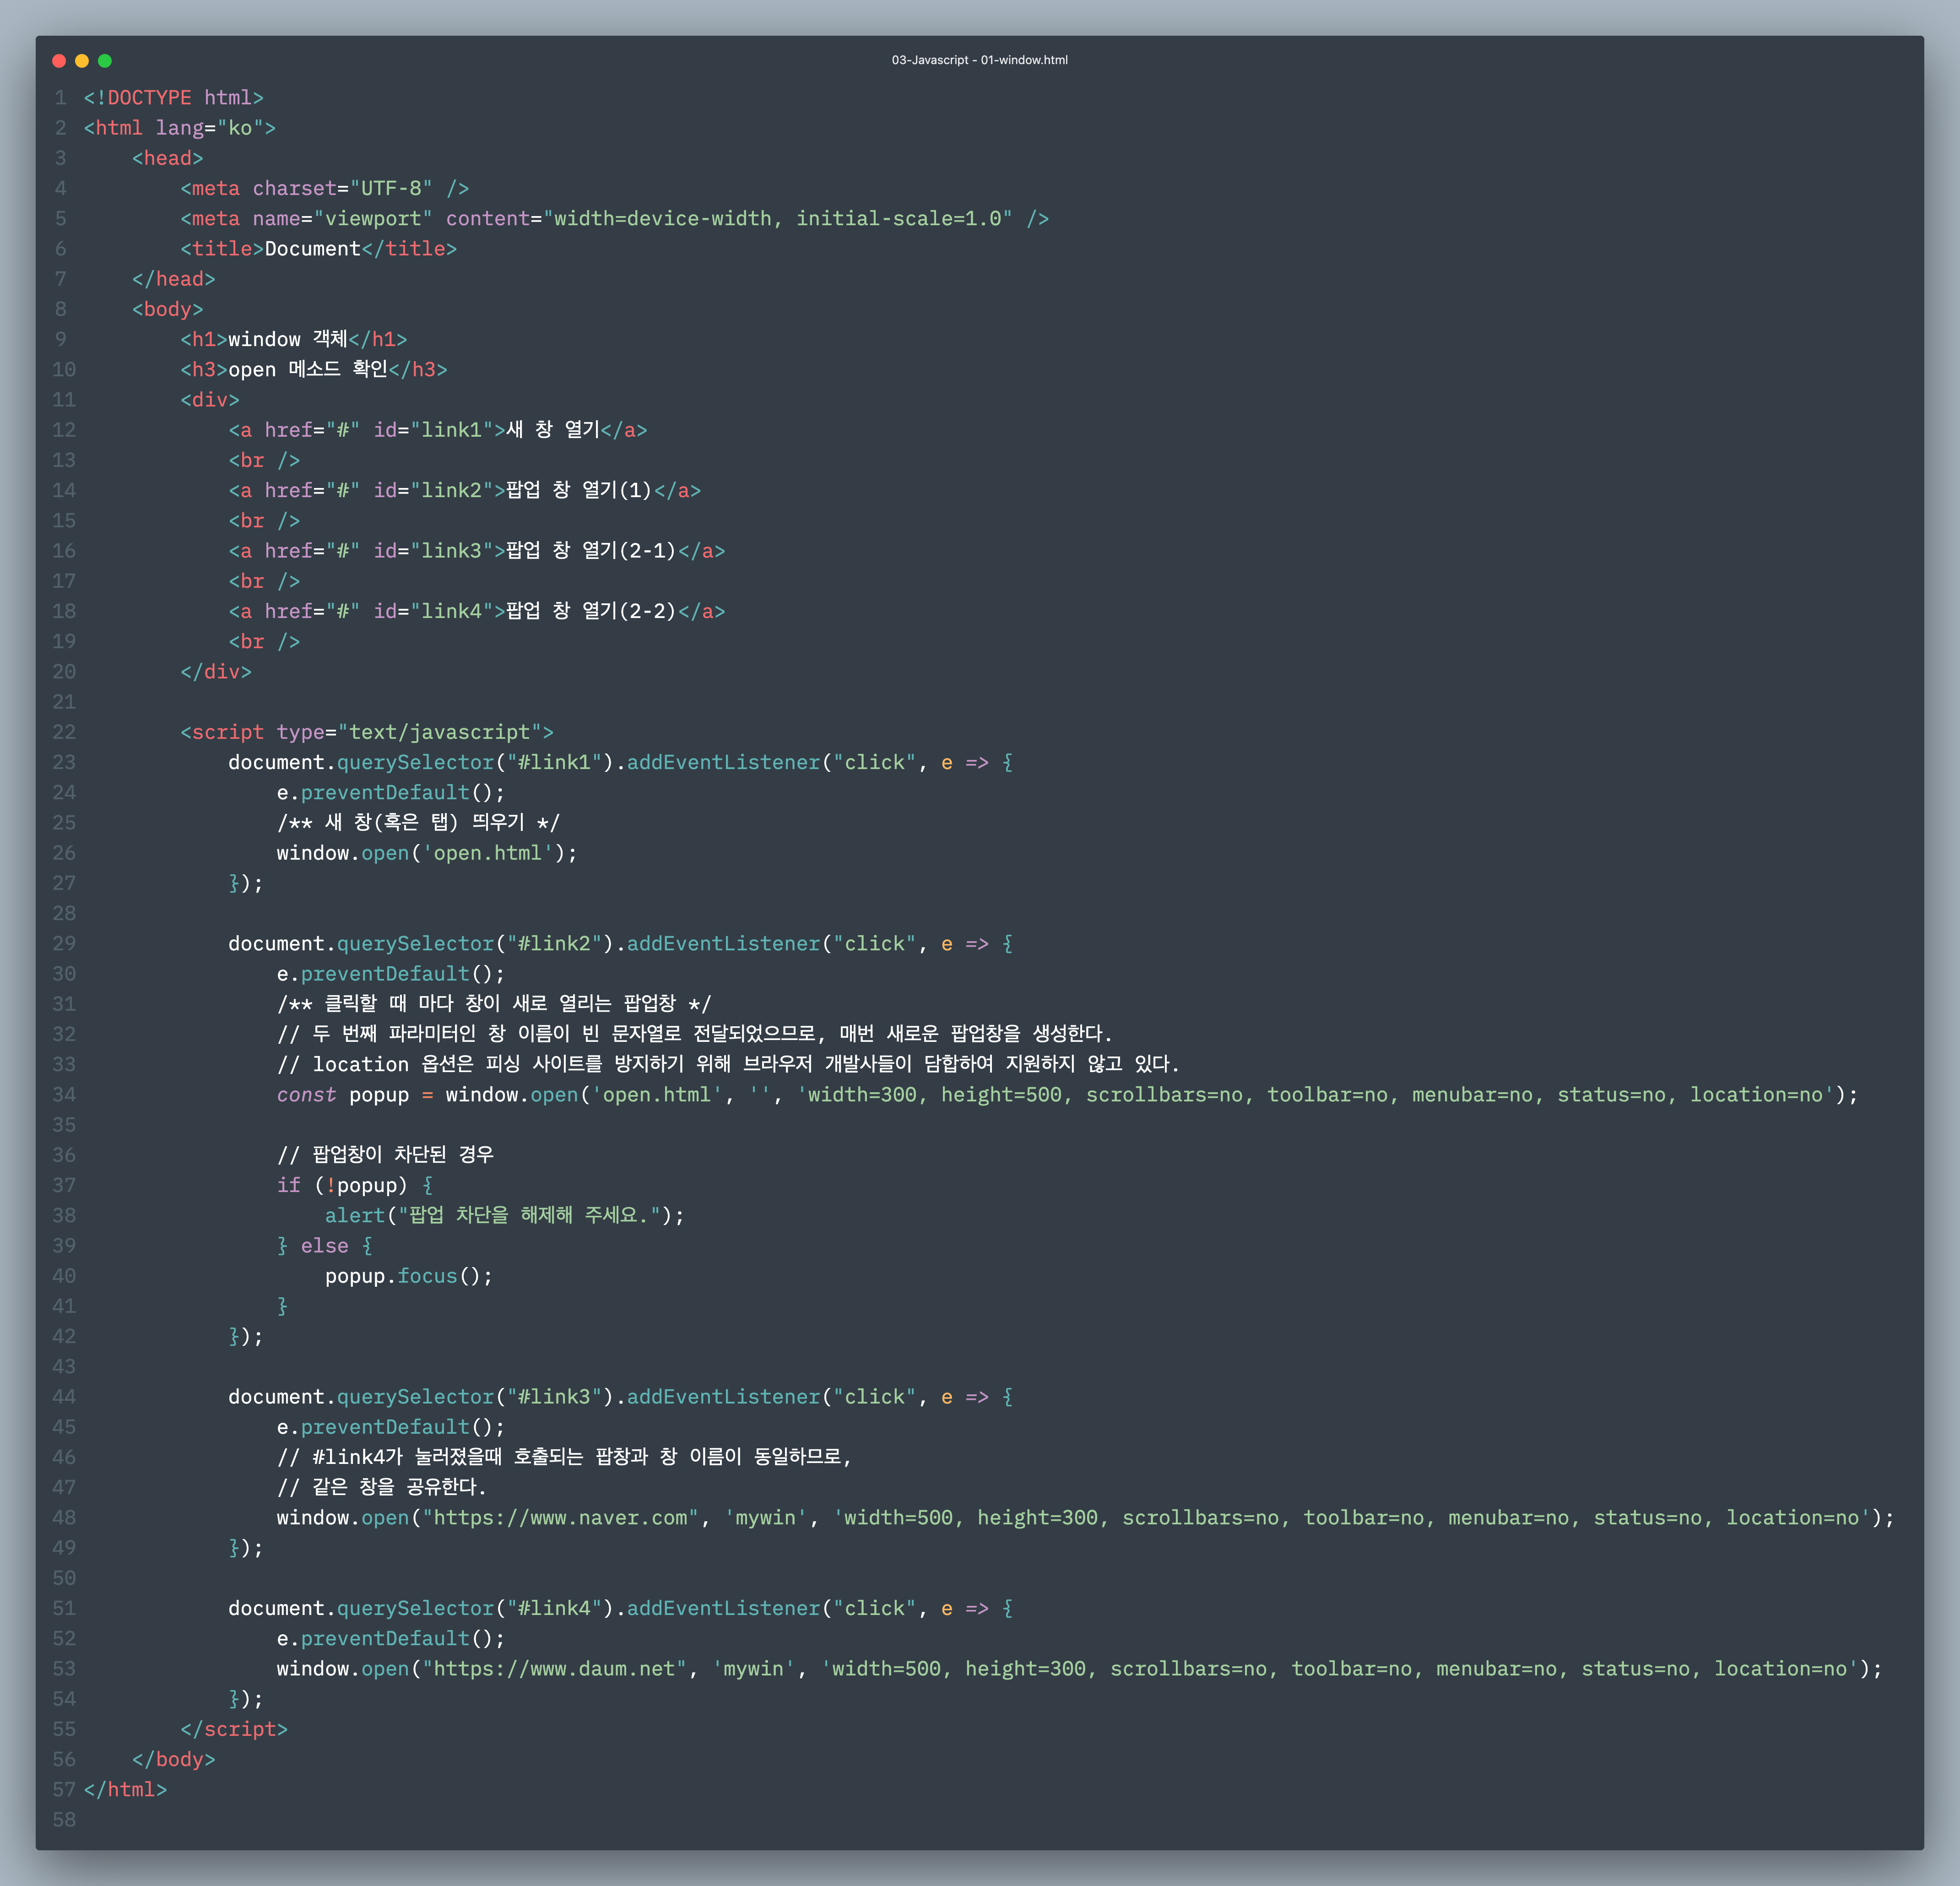 03-Javascript - 01-window.html
1 <!DOCTYPE html>
2 <html lang="ko">
3     <head>
4         <meta charset="UTF-8" />
5         <meta name="viewport" content="width=device-width, initial-scale=1.0" />
6         <title>Document</title>
7     </head>
8     <body>
9         <h1>window 객체</h1>
10         <h3>open 메소드 확인</h3>
11         <div>
12             <a href="#" id="link1">새 창 열기</a>
13             <br />
14             <a href="#" id="link2">팝업 창 열기(1)</a>
15             <br />
16             <a href="#" id="link3">팝업 창 열기(2-1)</a>
17             <br />
18             <a href="#" id="link4">팝업 창 열기(2-2)</a>
19             <br />
20         </div>
21
22         <script type="text/javascript">
23             document.querySelector("#link1").addEventListener("click", e => {
24                 e.preventDefault();
25                 /** 새 창(혹은 탭) 띄우기 */
26                 window.open('open.html');
27             });
28
29             document.querySelector("#link2").addEventListener("click", e => {
30                 e.preventDefault();
31                 /** 클릭할 때 마다 창이 새로 열리는 팝업창 */
32                 // 두 번째 파라미터인 창 이름이 빈 문자열로 전달되었으므로, 매번 새로운 팝업창을 생성한다.
33                 // location 옵션은 피싱 사이트를 방지하기 위해 브라우저 개발사들이 담합하여 지원하지 않고 있다.
34                 const popup = window.open('open.html', '', 'width=300, height=500, scrollbars=no, toolbar=no, menubar=no, status=no, location=no');
35
36                 // 팝업창이 차단된 경우
37                 if (!popup) {
38                     alert("팝업 차단을 해제해 주세요.");
39                 } else {
40                     popup.focus();
41                 }
42             });
43
44             document.querySelector("#link3").addEventListener("click", e => {
45                 e.preventDefault();
46                 // #link4가 눌러졌을때 호출되는 팝창과 창 이름이 동일하므로,
47                 // 같은 창을 공유한다.
48                 window.open("https://www.naver.com", 'mywin', 'width=500, height=300, scrollbars=no, toolbar=no, menubar=no, status=no, location=no');
49             });
50
51             document.querySelector("#link4").addEventListener("click", e => {
52                 e.preventDefault();
53                 window.open("https://www.daum.net", 'mywin', 'width=500, height=300, scrollbars=no, toolbar=no, menubar=no, status=no, location=no');
54             });
55         </script>
56     </body>
57 </html>
58